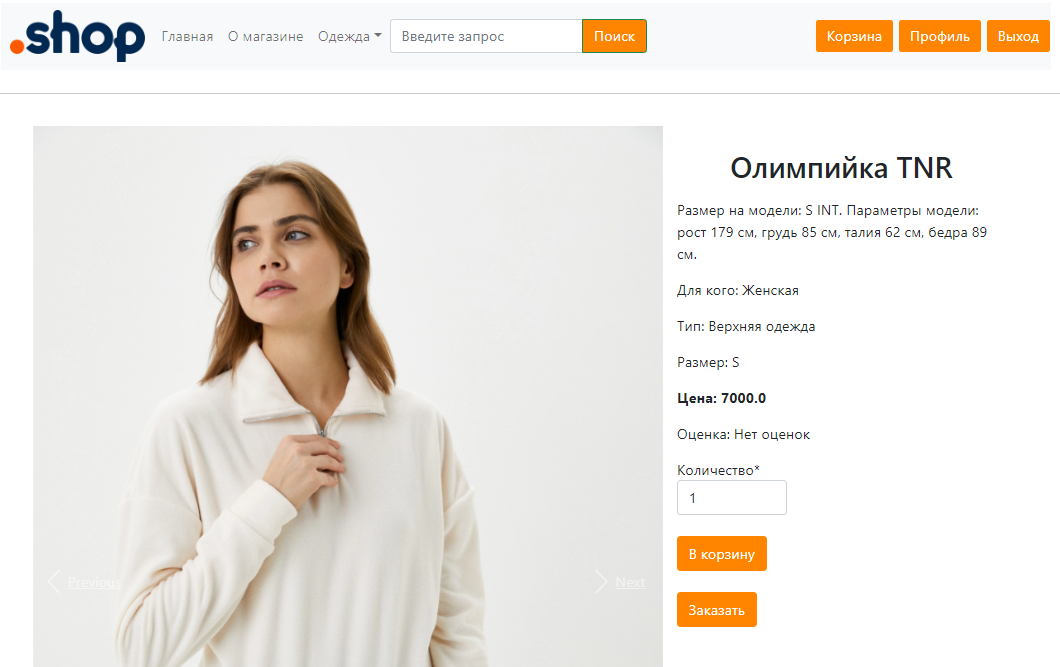 .shop
Главная О магазине Одежда Введите запрос Поиск Корзина Профиль Выход
Олимпийка TNR
Размер на модели: S INT. Параметры модели:
рост 179 см, грудь 85 см, талия 62 см, бедра 89
см.
Для кого: Женская
Тип: Верхняя одежда
Размер: S
Цена: 7000.0
Оценка: Нет оценок
Количество*
1
В корзину
Previous Next
Заказать